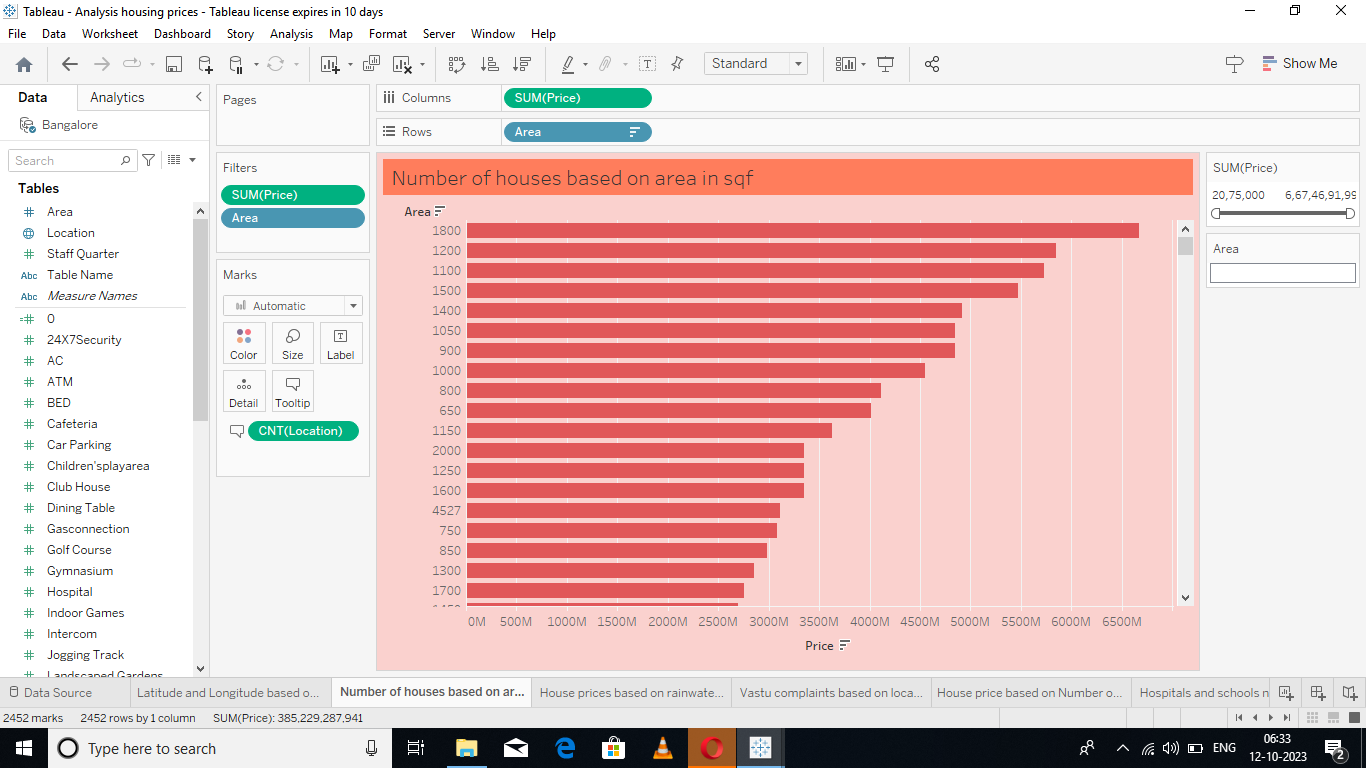 Tableau - Analysis housing prices - Tableau license expires in 10 days
File Data Worksheet Dashboard Story Analysis Map Format Server Window Help
Standard
Show Me
Data Analytics
Bangalore
Search
Tables
Area
Location
Staff Quarter
Abc Table Name
Abc Measure Names
0
24X7Security
AC
ATM
BED
Cafeteria
Car Parking
Children'splayarea
Club House
Dining Table
Gasconnection
Golf Course
Gymnasium
Hospital
Indoor Games
Intercom
Jogging Track
Landscaped Gardens
Pages
Filters
SUM(Price)
Area
Marks
Automatic
Color Size Label
Detail Tooltip
CNT(Location)
Columns SUM(Price)
Rows Area
Number of houses based on area in sqf
Area
1800
1200
1100
1500
1400
1050
900
1000
800
650
1150
2000
1250
1600
4527
750
850
1300
1700
0M 500M 1000M 1500M 2000M 2500M 3000M 3500M 4000M 4500M 5000M 5500M 6000M 6500M
Price
SUM(Price)
20,75,000 6,67,46,91,99
Area
Data Source Latitude and Longitude based o... Number of houses based on ar... House prices based on rainwate... Vastu complaints based on loca... House price based on Number o... Hospitals and schools n
2452 marks 2452 rows by 1 column SUM(Price): 385,229,287,941
Type here to search
ENG
06:33
12-10-2023
2